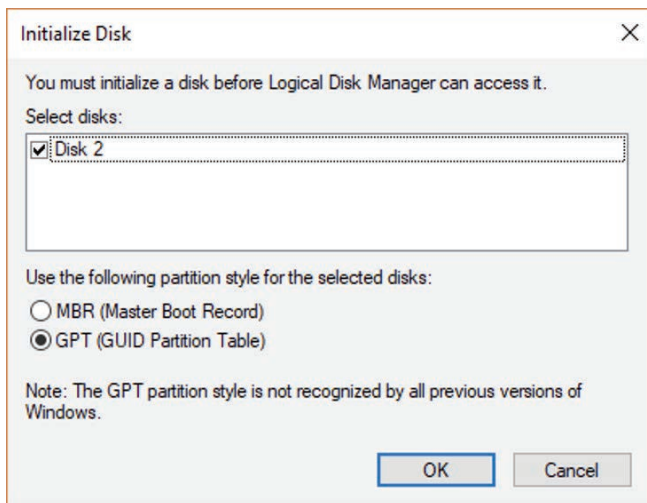 Initialize Disk
You must initialize a disk before Logical Disk Manager can access it.
Select disks:
Disk 2
Use the following partition style for the selected disks:
MBR (Master Boot Record)
GPT (GUID Partition Table)
Note: The GPT partition style is not recognized by all previous versions of
Windows.
OK Cancel